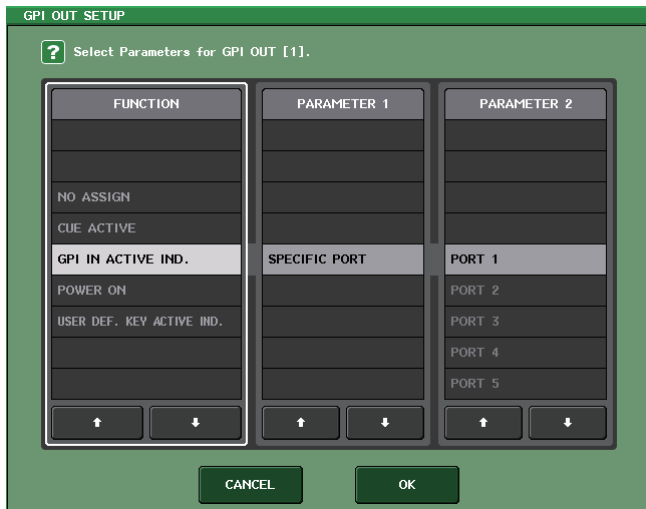 GPI OUT SETUP
? Select Parameters for GPI OUT [1].
FUNCTION PARAMETER 1 PARAMETER 2
NO ASSIGN
CUE ACTIVE
GPI IN ACTIVE IND. SPECIFIC PORT PORT 1
POWER ON PORT 2
USER DEF. KEY ACTIVE IND. PORT 3
PORT 4
PORT 5
CANCEL OK